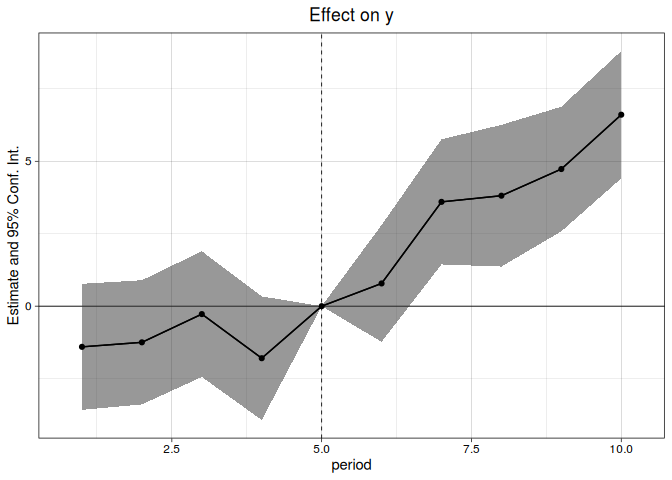 Effect on y
Estimate and 95% Conf. Int.
5
0
2.5
5.0
7.5
10.0
period